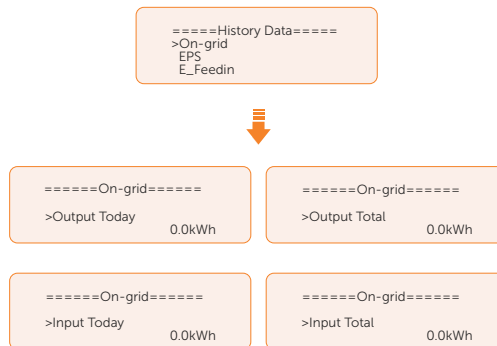 =====History Data=====
>On-grid
EPS
E_Feedin
======On-grid======
>Output Today
0.0kWh
======On-grid======
>Output Total
0.0kWh
======On-grid======
>Input Today
0.0kWh
======On-grid======
>Input Total
0.0kWh